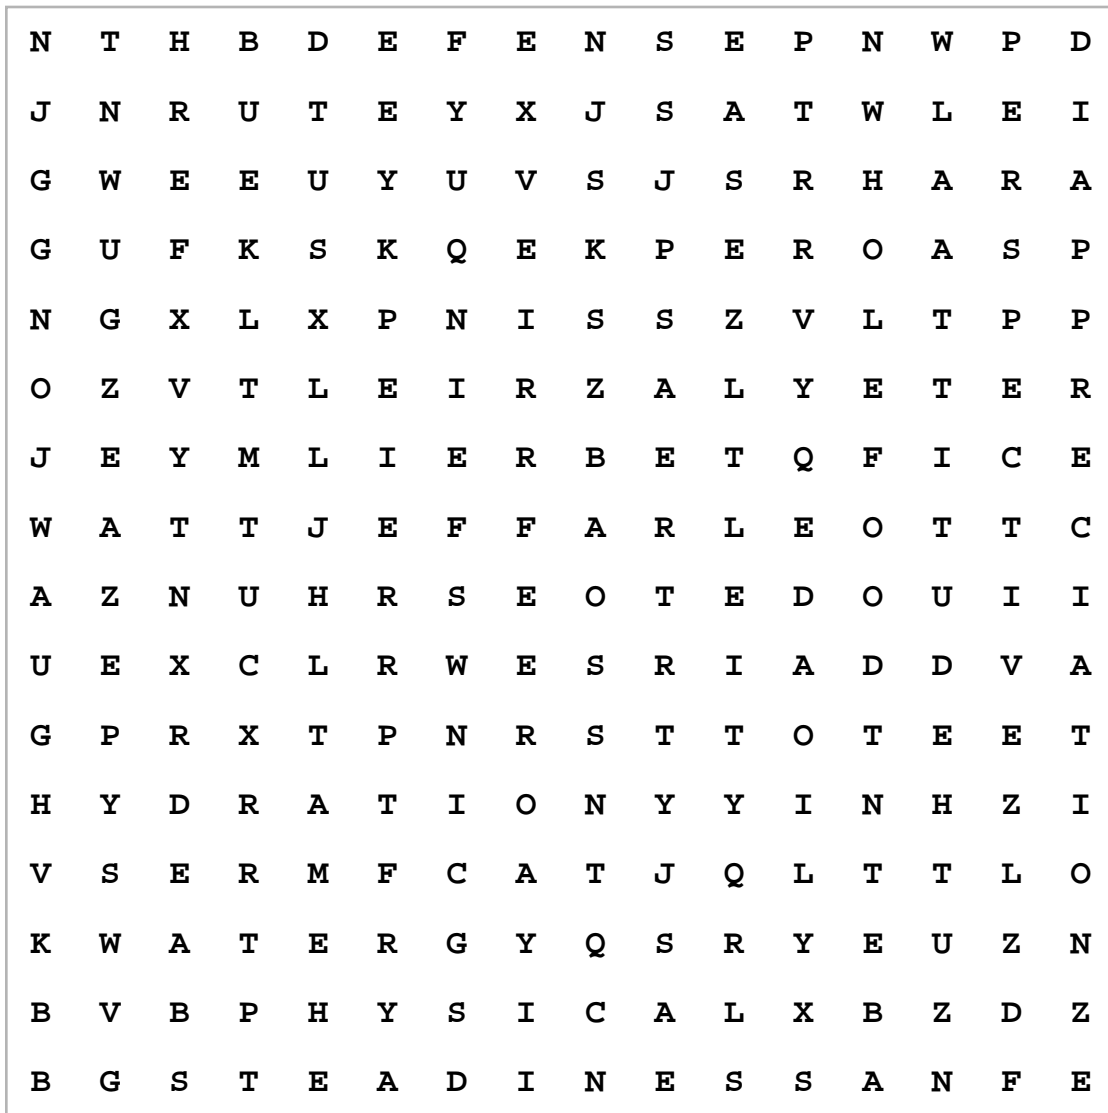 N T H B D E F E N S E P N W P D
J N R U T E Y X J S A T W L E I
G W E E U Y U V S J S R H A R A
G U F K S K Q E K P E R O A S P
N G X L X P N I S S Z V L T P P
O Z V T L E I R Z A L Y E T E R
J E Y M L I E R B E T Q F I C E
W A T T J E F F A R L E O T T C
A Z N U H R S E O T E D O U I I
U E X C L R W E S R I A D D V A
G P R X T P N R S T T O T E E T
H Y D R A T I O N Y Y I N H Z I
V S E R M F C A T J Q L T T L O
K W A T E R G Y Q S R Y E U Z N
B V B P H Y S I C A L X B Z D Z
B G S T E A D I N E S S A N F E